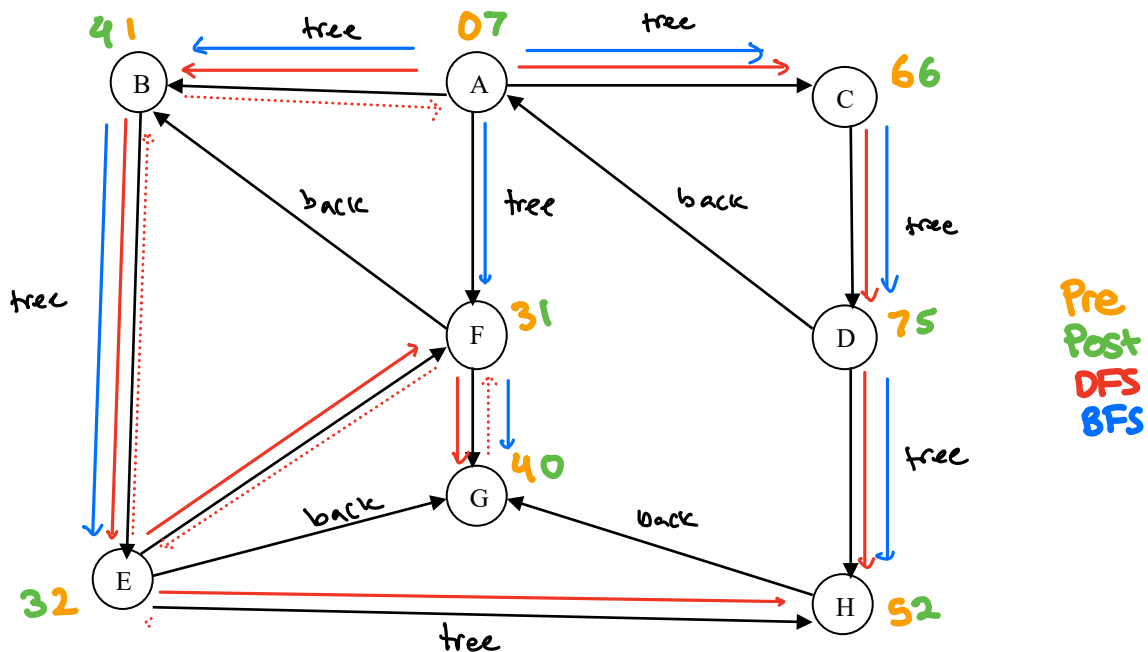 41 tree 07 tree
B A C 66
back tree back tree
tree
F 31 D 75
Pre
Post
DFS
BFS
40
tree
G
back back
E H
32 52
tree